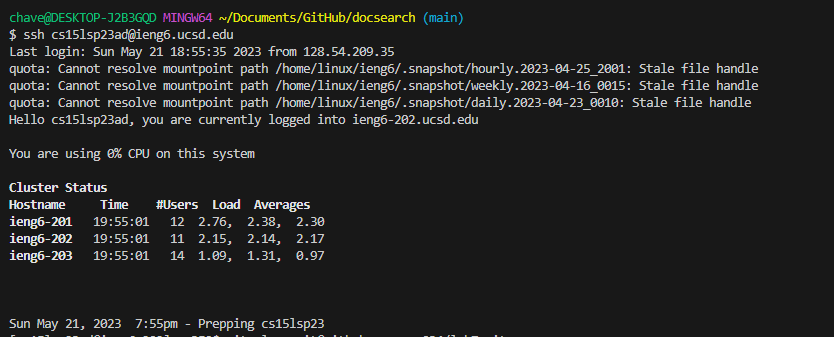 chave@DESKTOP-J2B3GQD MINGW64 ~/Documents/GitHub/docsearch (main)
$ ssh cs15lsp23ad@ieng6.ucsd.edu
Last login: Sun May 21 18:55:35 2023 from 128.54.209.35
quota: Cannot resolve mountpoint path /home/linux/ieng6/.snapshot/hourly.2023-04-25_2001: Stale file handle
quota: Cannot resolve mountpoint path /home/linux/ieng6/.snapshot/weekly.2023-04-16_0015: Stale file handle
quota: Cannot resolve mountpoint path /home/linux/ieng6/.snapshot/daily.2023-04-23_0010: Stale file handle
Hello cs15lsp23ad, you are currently logged into ieng6-202.ucsd.edu
You are using 0% CPU on this system
Cluster Status
Hostname Time #Users Load Averages
ieng6-201 19:55:01 12 2.76, 2.38, 2.30
ieng6-202 19:55:01 11 2.15, 2.14, 2.17
ieng6-203 19:55:01 14 1.09, 1.31, 0.97
Sun May 21, 2023 7:55pm - Prepping cs15lsp23